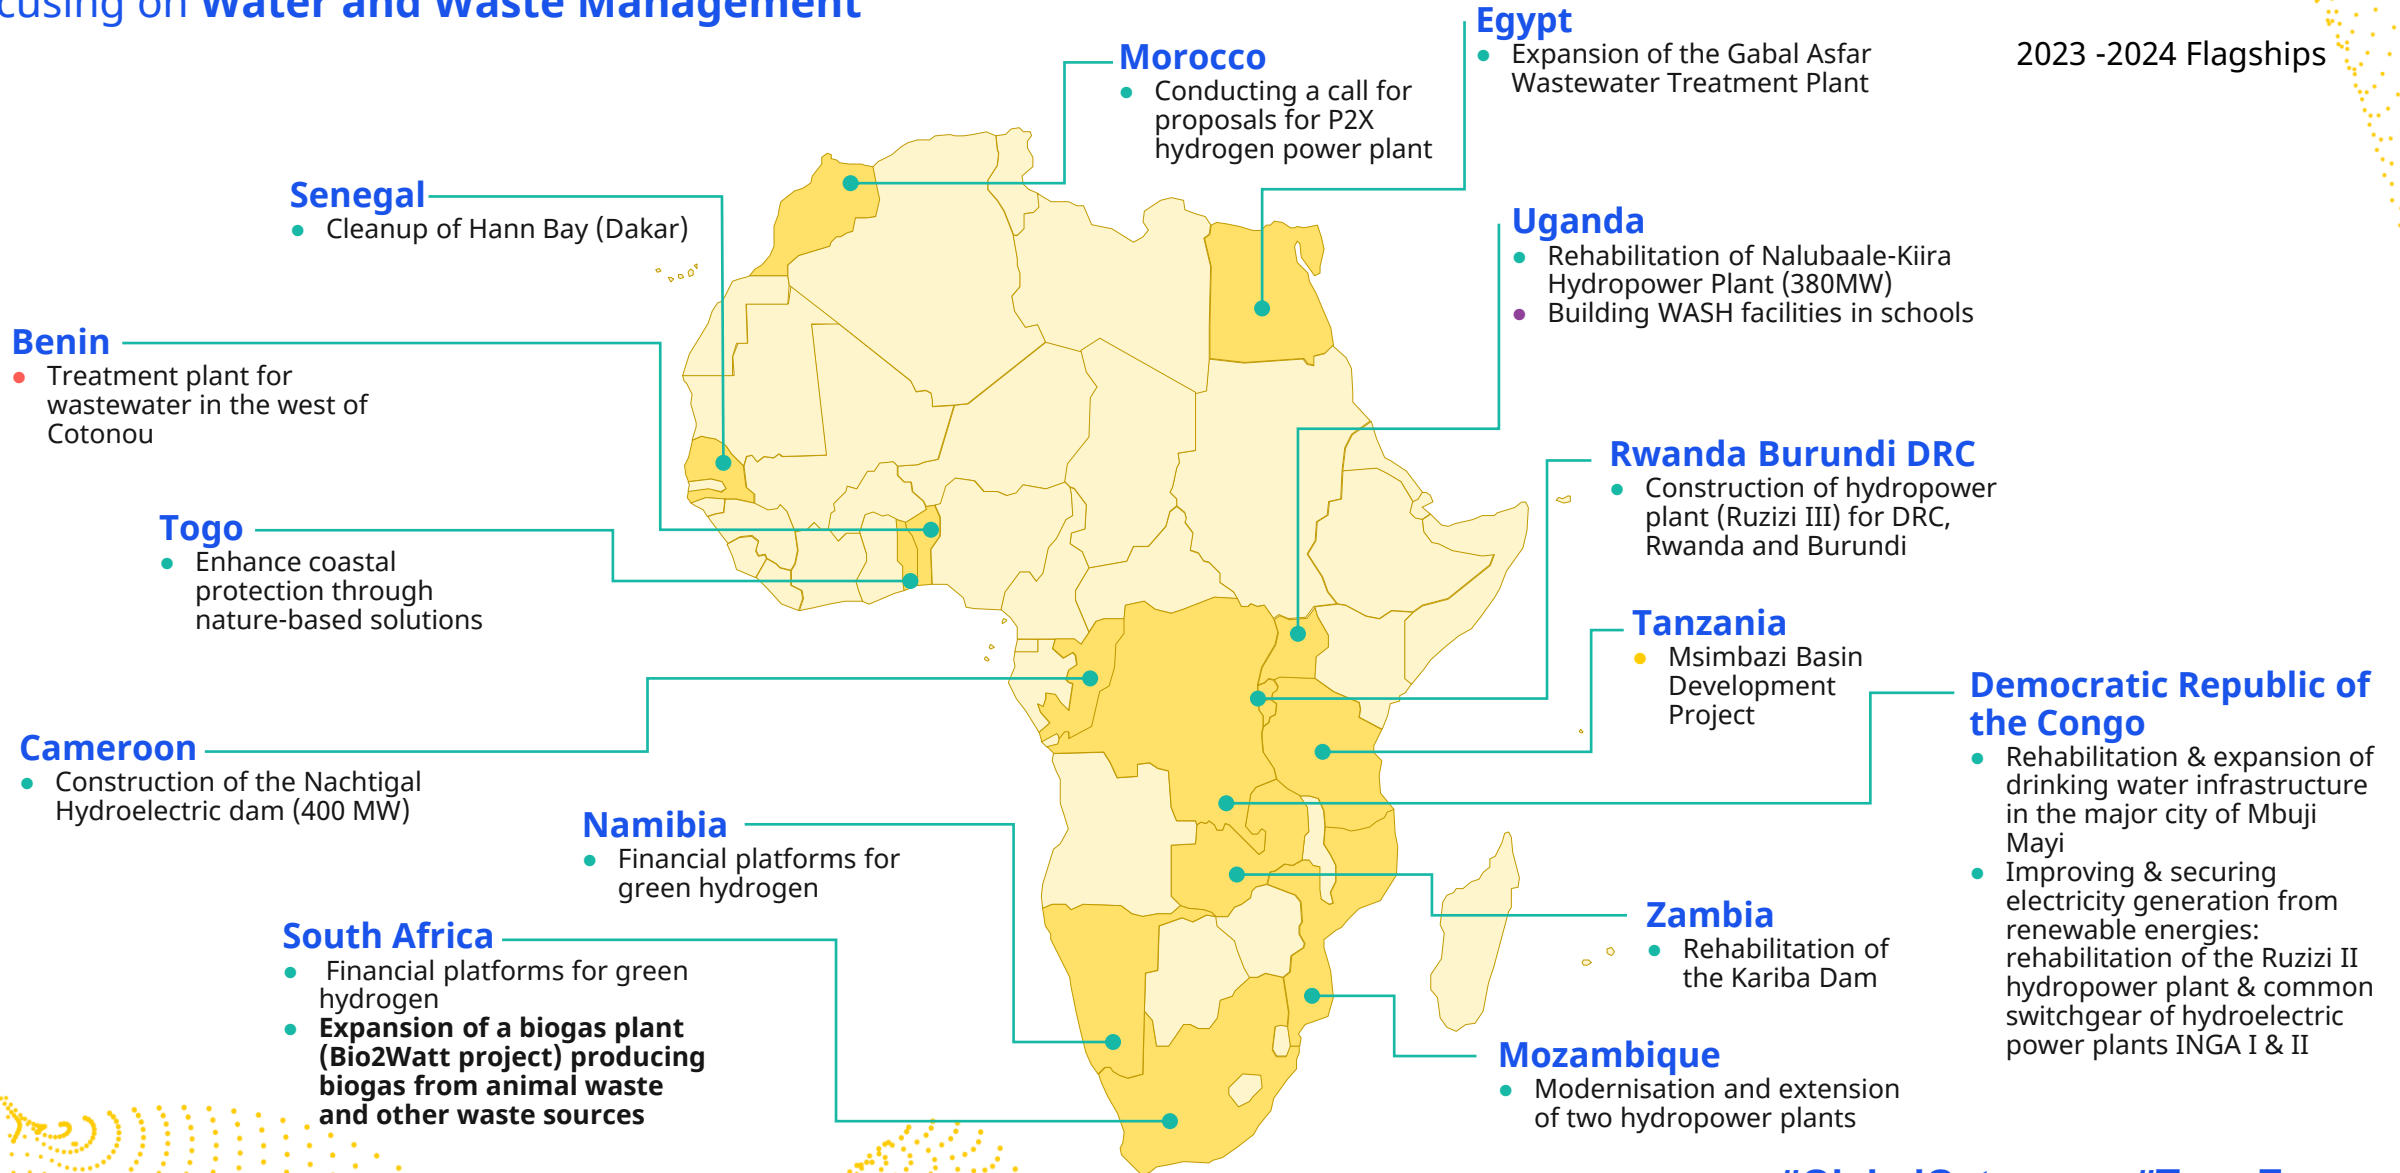 cusing on Water and Waste Management
2023 -2024 Flagships
Egypt
Expansion of the Gabal Asfar
Wastewater Treatment Plant
Morocco
Conducting a call for
proposals for P2X
hydrogen power plant
Senegal
Cleanup of Hann Bay (Dakar)
Uganda
Rehabilitation of Nalubaale-Kiira
Hydropower Plant (380MW)
Building WASH facilities in schools
Benin
Treatment plant for
wastewater in the west of
Cotonou
Rwanda Burundi DRC
Construction of hydropower
plant (Ruzizi III) for DRC,
Rwanda and Burundi
Togo
Enhance coastal
protection through
nature-based solutions
Tanzania
Msimbazi Basin
Development
Project
Democratic Republic of
the Congo
Rehabilitation & expansion of
drinking water infrastructure
in the major city of Mbuji
Mayi
Improving & securing
electricity generation from
renewable energies:
rehabilitation of the Ruzizi II
hydropower plant & common
switchgear of hydroelectric
power plants INGA I & II
Cameroon
Construction of the Nachtigal
Hydroelectric dam (400 MW)
Namibia
Financial platforms for
green hydrogen
South Africa
Financial platforms for green
hydrogen
Expansion of a biogas plant
(Bio2Watt project) producing
biogas from animal waste
and other waste sources
Zambia
Rehabilitation of
the Kariba Dam
Mozambique
Modernisation and extension
of two hydropower plants